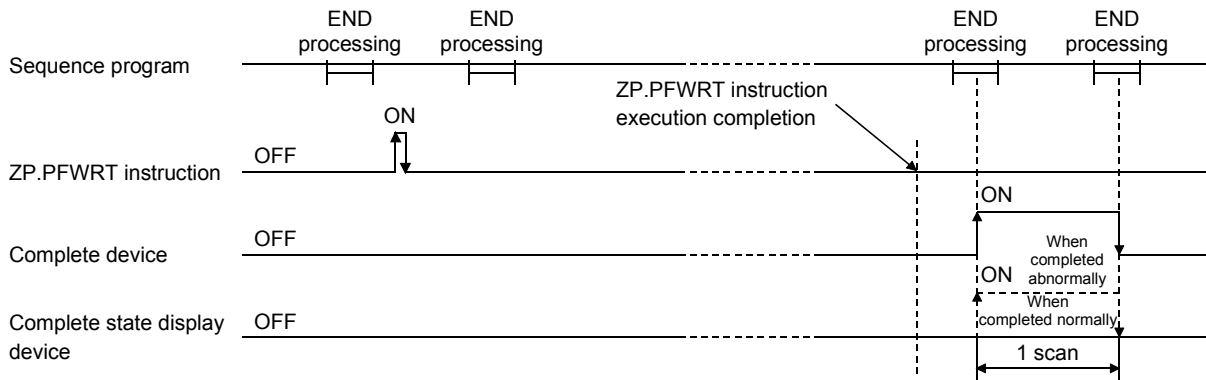 END
processing
END
processing
END
processing
END
processing
Sequence program
ZP.PFWRT instruction
execution completion
ON
OFF
ZP.PFWRT instruction
ON
OFF
Complete device
When
completed
abnormally
ON
When
completed normally
OFF
Complete state display
device
1 scan